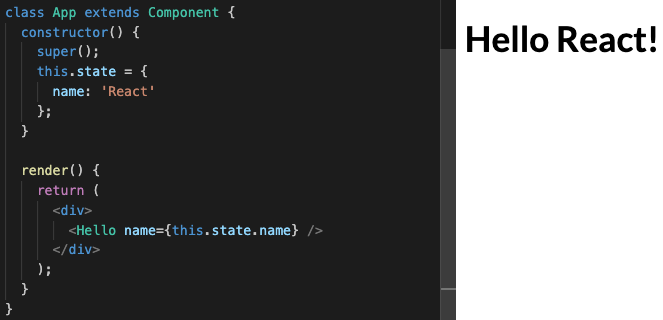 class App extends Component {
constructor() {
super();
this.state = {
name: 'React'
};
}
render() {
return (
<div>
<Hello name={this.state.name} />
</div>
);
}
}
Hello React!